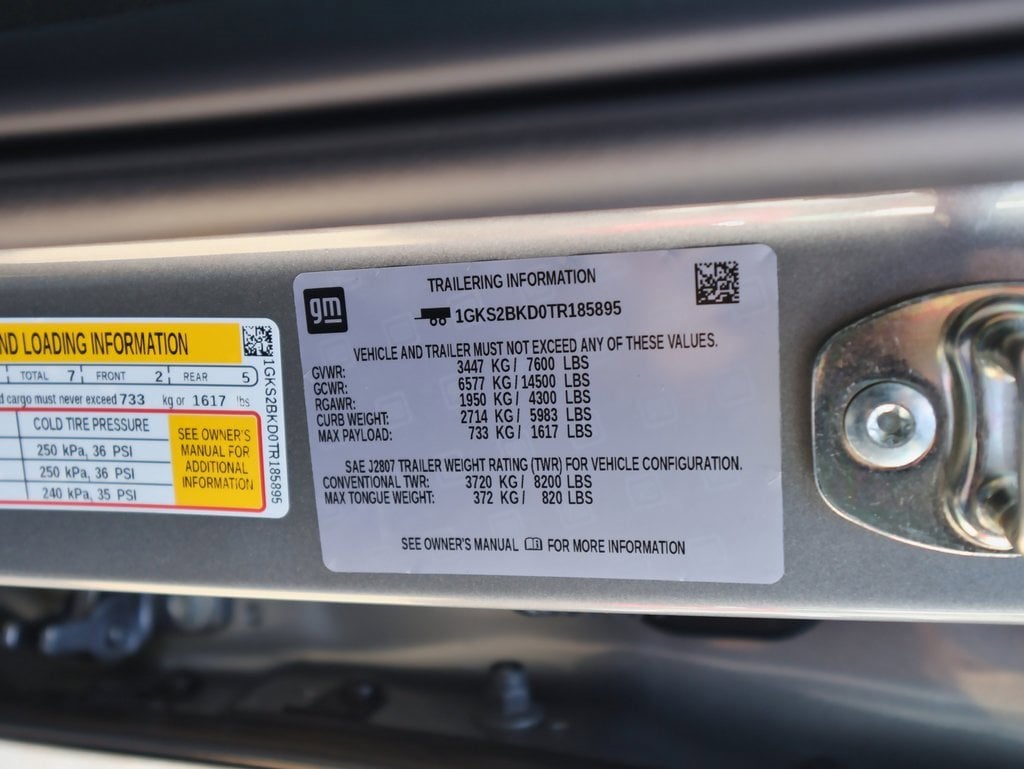 ND LOADING INFORMATION
TOTAL 7 FRONT 2 REAR 5
cargo must never exceed 733 kg or 1617 lbs
COLD TIRE PRESSURE
250 kPa, 36 PSI
250 kPa, 36 PSI
240 kPa, 35 PSI
SEE OWNER'S
MANUAL FOR
ADDITIONAL
INFORMATION
1GKS2BKD0TR185895
gm
TRAILERING INFORMATION
1GKS2BKD0TR185895
VEHICLE AND TRAILER MUST NOT EXCEED ANY OF THESE VALUES.
GVWR: 3447 KG / 7600 LBS
GCWR: 6577 KG / 14500 LBS
RGAWR: 1950 KG / 4300 LBS
CURB WEIGHT: 2714 KG / 5983 LBS
MAX PAYLOAD: 733 KG / 1617 LBS
SAE J2807 TRAILER WEIGHT RATING (TWR) FOR VEHICLE CONFIGURATION.
CONVENTIONAL TWR: 3720 KG / 8200 LBS
MAX TONGUE WEIGHT: 372 KG / 820 LBS
SEE OWNER'S MANUAL FOR MORE INFORMATION